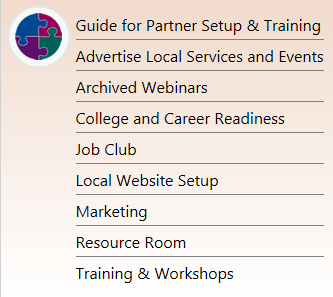 Guide for Partner Setup & Training
Advertise Local Services and Events
Archived Webinars
College and Career Readiness
Job Club
Local Website Setup
Marketing
Resource Room
Training & Workshops